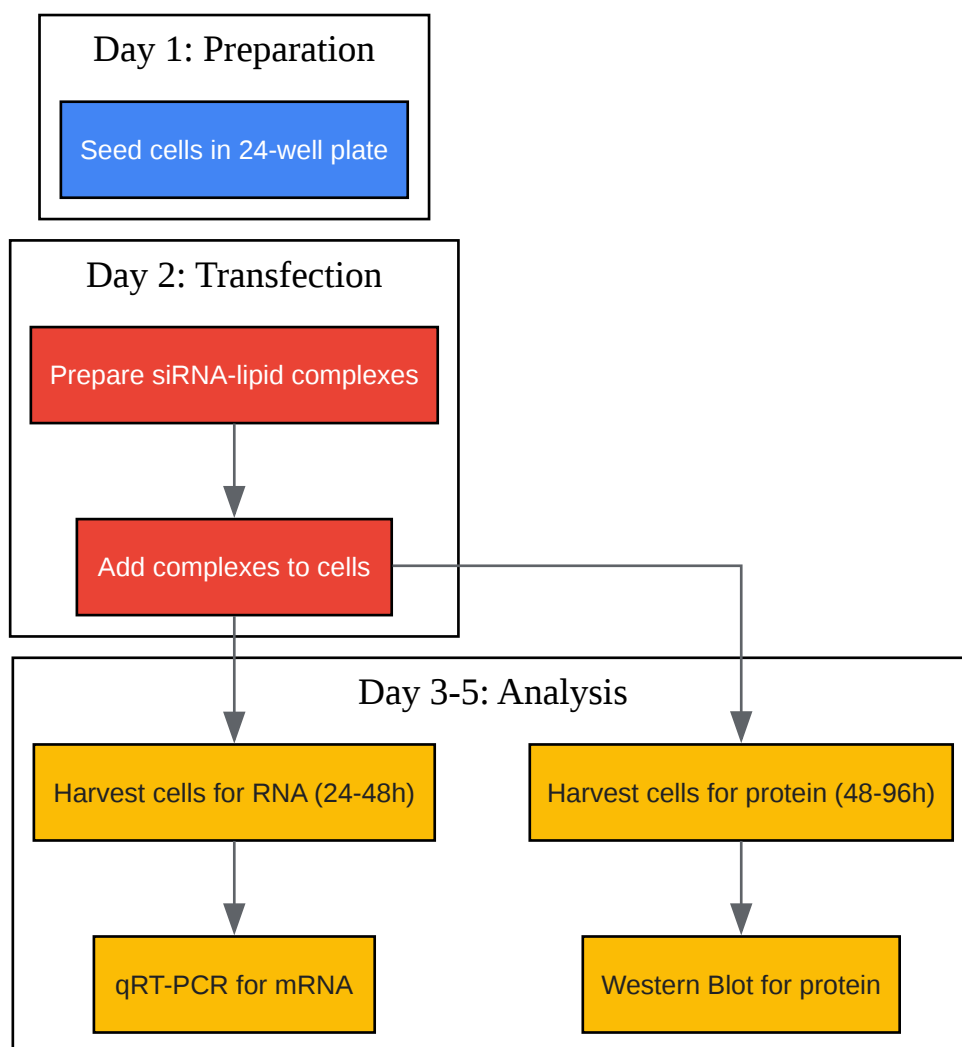 Day 1: Preparation
Seed cells in 24-well plate
Day 2: Transfection
Prepare siRNA-lipid complexes
Add complexes to cells
Day 3-5: Analysis
Harvest cells for RNA (24-48h)
Harvest cells for protein (48-96h)
qRT-PCR for mRNA
Western Blot for protein